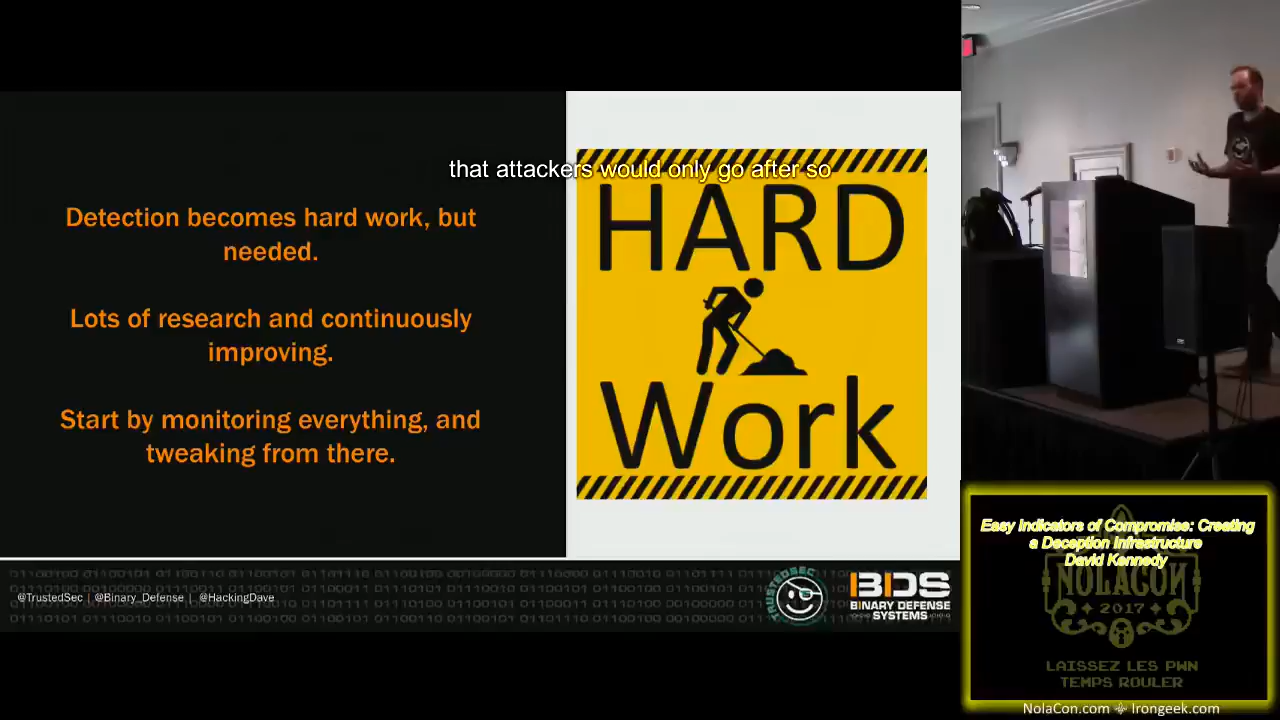 that attackers would only go after so
Detection becomes hard work, but
needed.
Lots of research and continuously
improving.
Start by monitoring everything, and
tweaking from there.
HARD
Work
@TrustedSec | @Binary_Defense | @HackingDave
TRUSTEDSEC
BDS
BINARY DEFENSE
SYSTEMS
Easy Indicators of Compromise: Creating
a Deception Infrastructure
David Kennedy
NOLACON
2017
LAISSEZ LES PWN
TEMPS ROULER
NolaCon.com Irongeek.com